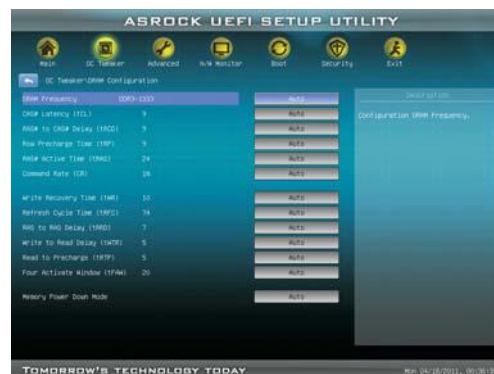 ASROCK UEFI SETUP UTILITY
Main OC Tweaker Advanced H/W Monitor Boot Security Exit
OC Tweaker\DRAM Configuration
DRAM Frequency DDR3-1333 Auto
Description
Configuration DRAM Frequency.
CAS# Latency (tCL) 9 Auto
RAS# to CAS# Delay (tRCD) 9 Auto
Row Precharge Time (tRP) 9 Auto
RAS# Active Time (tRAS) 24 Auto
Command Rate (CR) Auto
Write Recovery Time (tWR) 10 Auto
Refresh Cycle Time (tRFC) 74 Auto
RAS to RAS Delay (tRRD) 7 Auto
Write to Read Delay (tWTR) 5 Auto
Read to Precharge (tRTP) 5 Auto
Four Activate Window (tFAW) 20 Auto
Memory Power Down Mode Auto
TOMORROW'S TECHNOLOGY TODAY
Mon 04/18/2011,